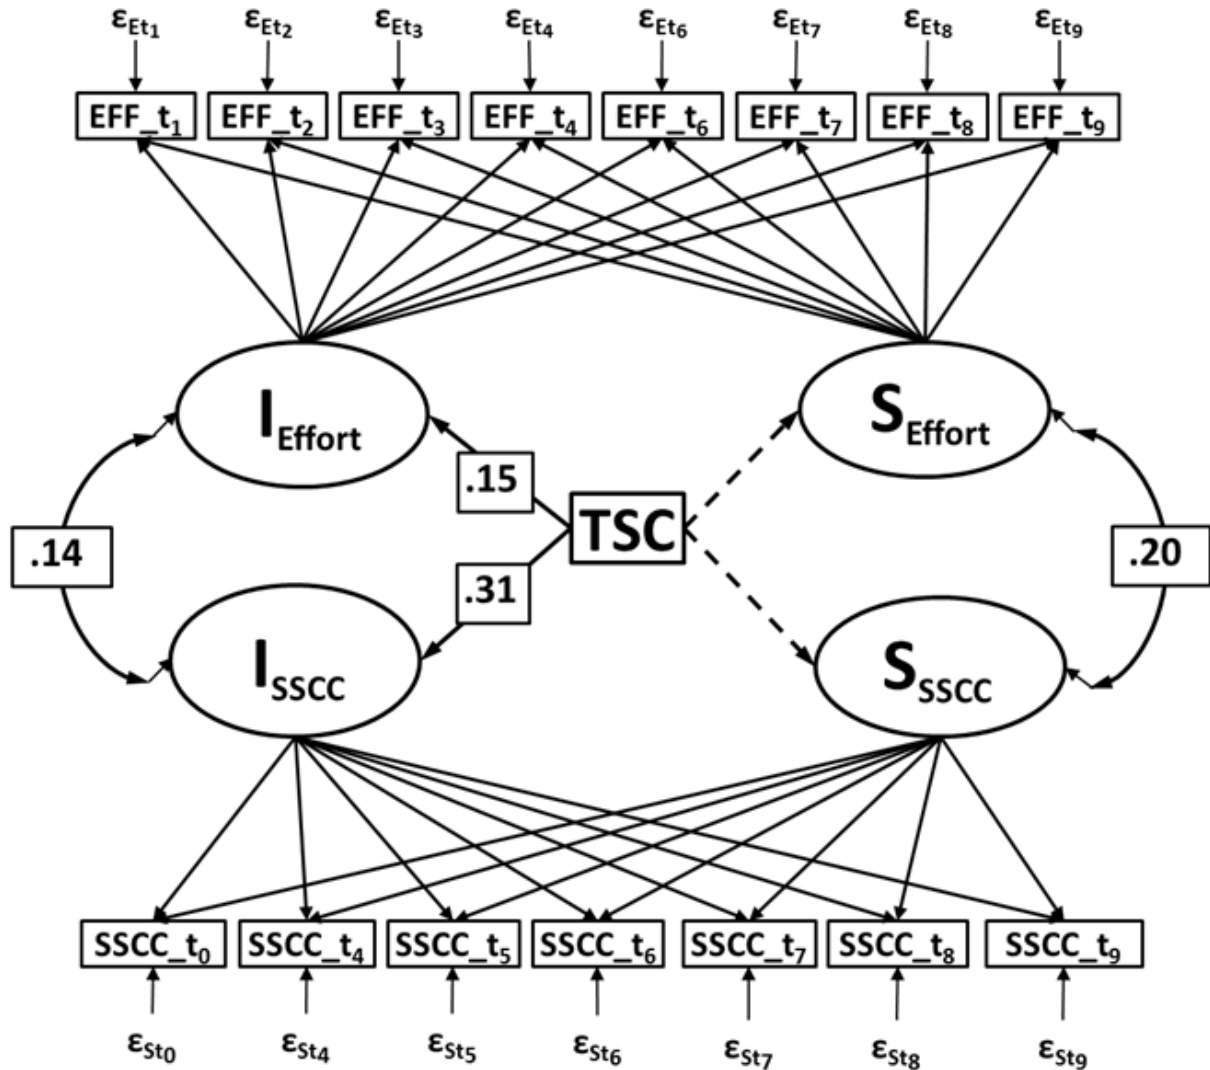 εEt1 εEt2 εEt3 εEt4 εEt6 εEt7 εEt8 εEt9
EFF_t1 EFF_t2 EFF_t3 EFF_t4 EFF_t6 EFF_t7 EFF_t8 EFF_t9
IEffort SEffort
.15
TSC
.14 .20
.31
ISSCC SSSCC
SSCC_t0 SSCC_t4 SSCC_t5 SSCC_t6 SSCC_t7 SSCC_t8 SSCC_t9
εSt0 εSt4 εSt5 εSt6 εSt7 εSt8 εSt9